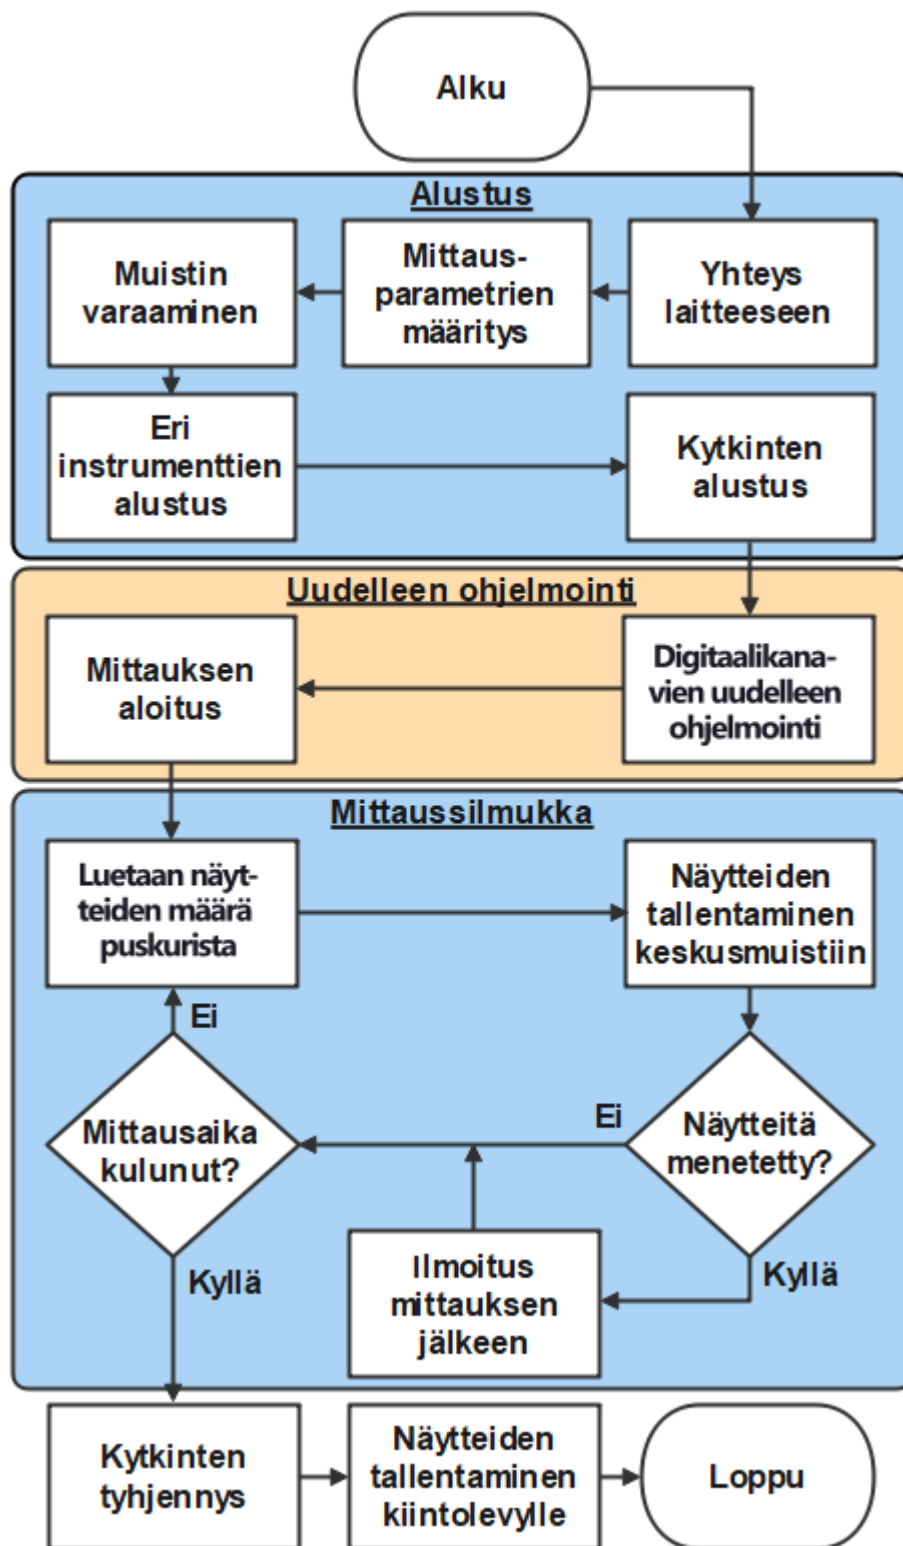 Alku
Alustus
Yhteys
laitteeseen
Mittaus-
parametrien
määritys
Muistin
varaaminen
Eri
instrumenttien
alustus
Kytkinten
alustus
Uudelleen ohjelmointi
Digitaalikana-
vien uudelleen
ohjelmointi
Mittauksen
aloitus
Mittaussilmukka
Luetaan näyt-
teiden määrä
puskurista
Näytteiden
tallentaminen
keskusmuistiin
Näytteitä
menetetty?
Ei
Kyllä
Ilmoitus
mittauksen
jälkeen
Mittausaika
kulunut?
Ei
Kyllä
Kytkinten
tyhjennys
Näytteiden
tallentaminen
kiintolevylle
Loppu